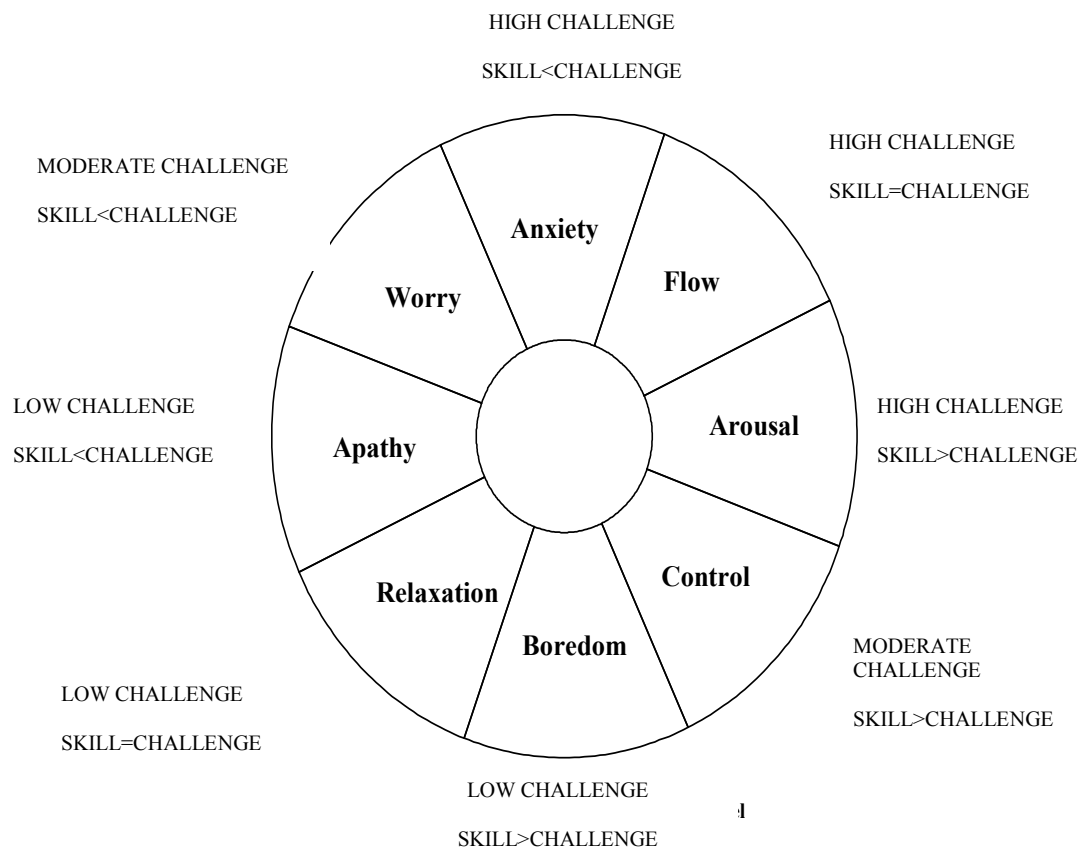 HIGH CHALLENGE
SKILL<CHALLENGE
HIGH CHALLENGE
SKILL=CHALLENGE
MODERATE CHALLENGE
SKILL<CHALLENGE
Anxiety
Flow
Worry
LOW CHALLENGE
SKILL<CHALLENGE
Apathy
Arousal
HIGH CHALLENGE
SKILL>CHALLENGE
Control
Relaxation
Boredom
MODERATE
CHALLENGE
SKILL>CHALLENGE
LOW CHALLENGE
SKILL=CHALLENGE
LOW CHALLENGE
SKILL>CHALLENGE